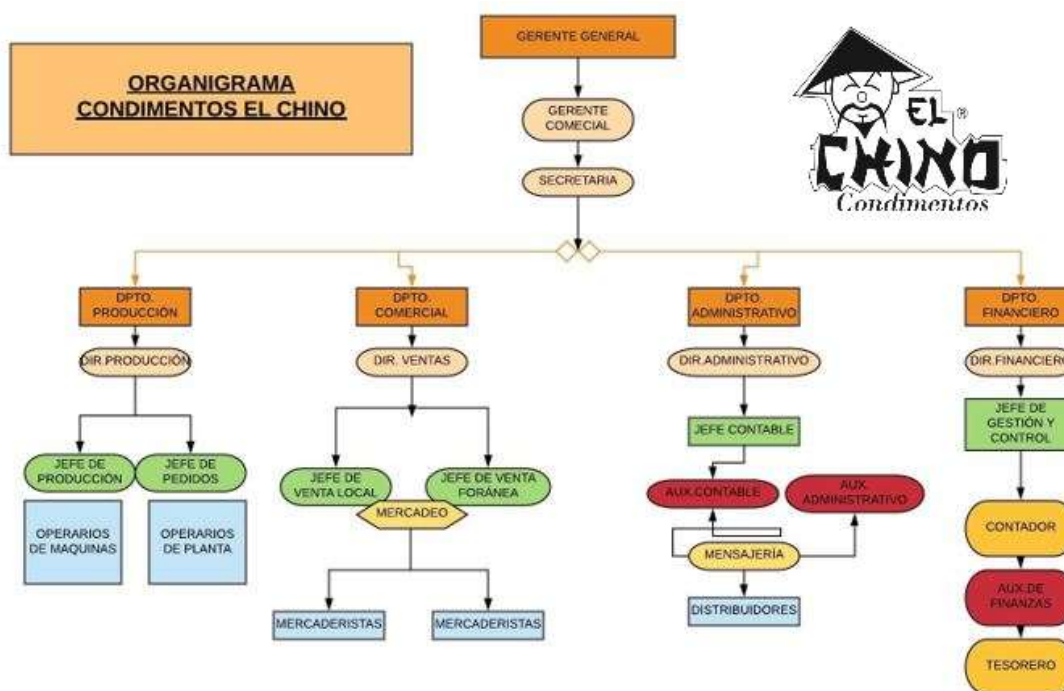 GERENTE GENERAL
ORGANIGRAMA
CONDIMENTOS EL CHINO
GERENTE
COMECIAL
SECRETARIA
EL ®
CHINO
Condimentos
DPTO.
PRODUCCIÓN
DPTO.
COMERCIAL
DPTO.
ADMINISTRATIVO
DPTO.
FINANCIERO
DIR.PRODUCCIÓN
DIR. VENTAS
DIR.ADMINISTRATIVO
DIR.FINANCIERO
JEFE CONTABLE
JEFE DE
GESTIÓN Y
CONTROL
JEFE DE
PRODUCCIÓN
JEFE DE
PEDIDOS
JEFE DE
VENTA LOCAL
JEFE DE VENTA
FORÁNEA
MERCADEO
AUX.CONTABLE
AUX.
ADMINISTRATIVO
OPERARIOS
DE MAQUINAS
OPERARIOS
DE PLANTA
CONTADOR
MENSAJERÍA
AUX.DE
FINANZAS
MERCADERISTAS
MERCADERISTAS
DISTRIBUIDORES
TESORERO